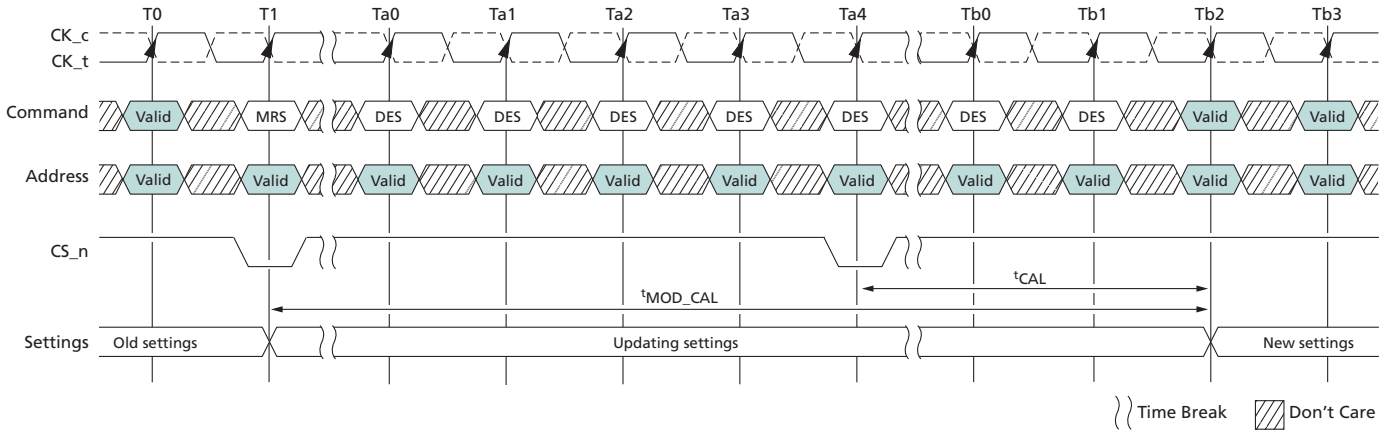 T0 T1 Ta0 Ta1 Ta2 Ta3 Ta4 Tb0 Tb1 Tb2 Tb3
CK_c
CK_t
Command Valid MRS DES DES DES DES DES DES DES Valid Valid
Address Valid Valid Valid Valid Valid Valid Valid Valid Valid Valid Valid
CS_n
tCAL
tMOD_CAL
Settings Old settings Updating settings New settings
Time Break Don't Care